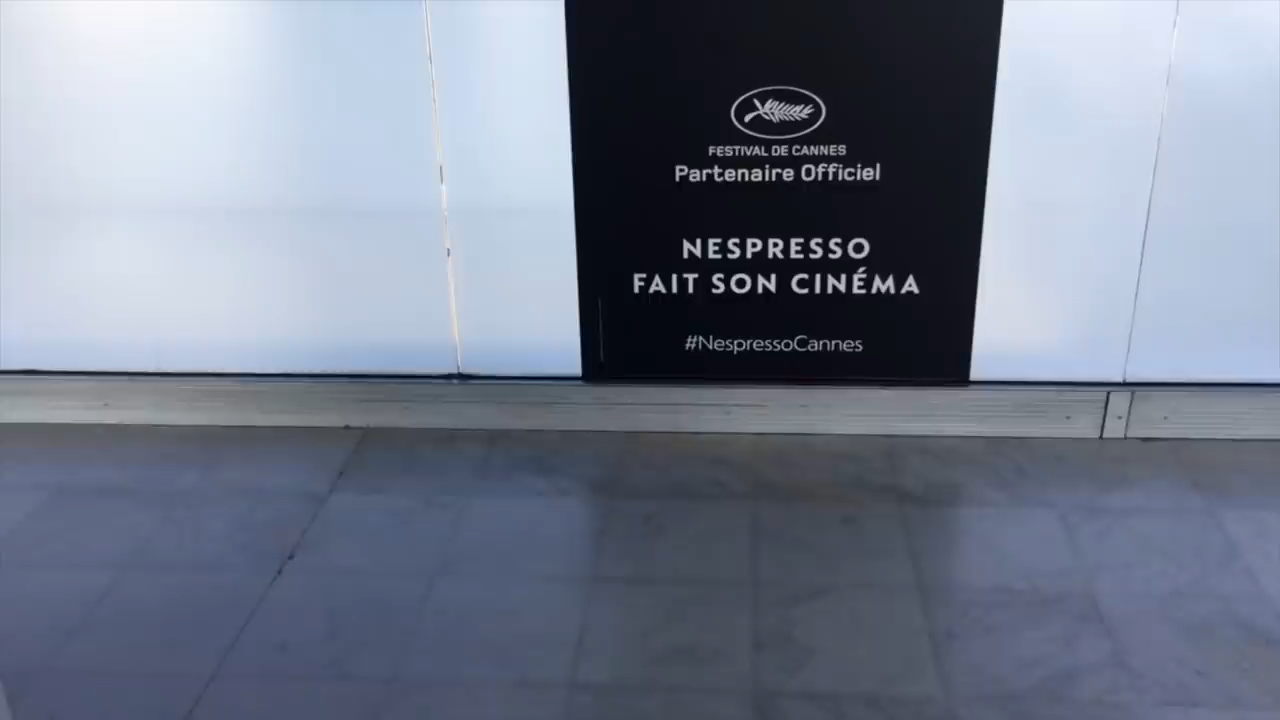 FESTIVAL DE CANNES
Partenaire Officiel
NESPRESSO
FAIT SON CINÉMA
#NespressoCannes